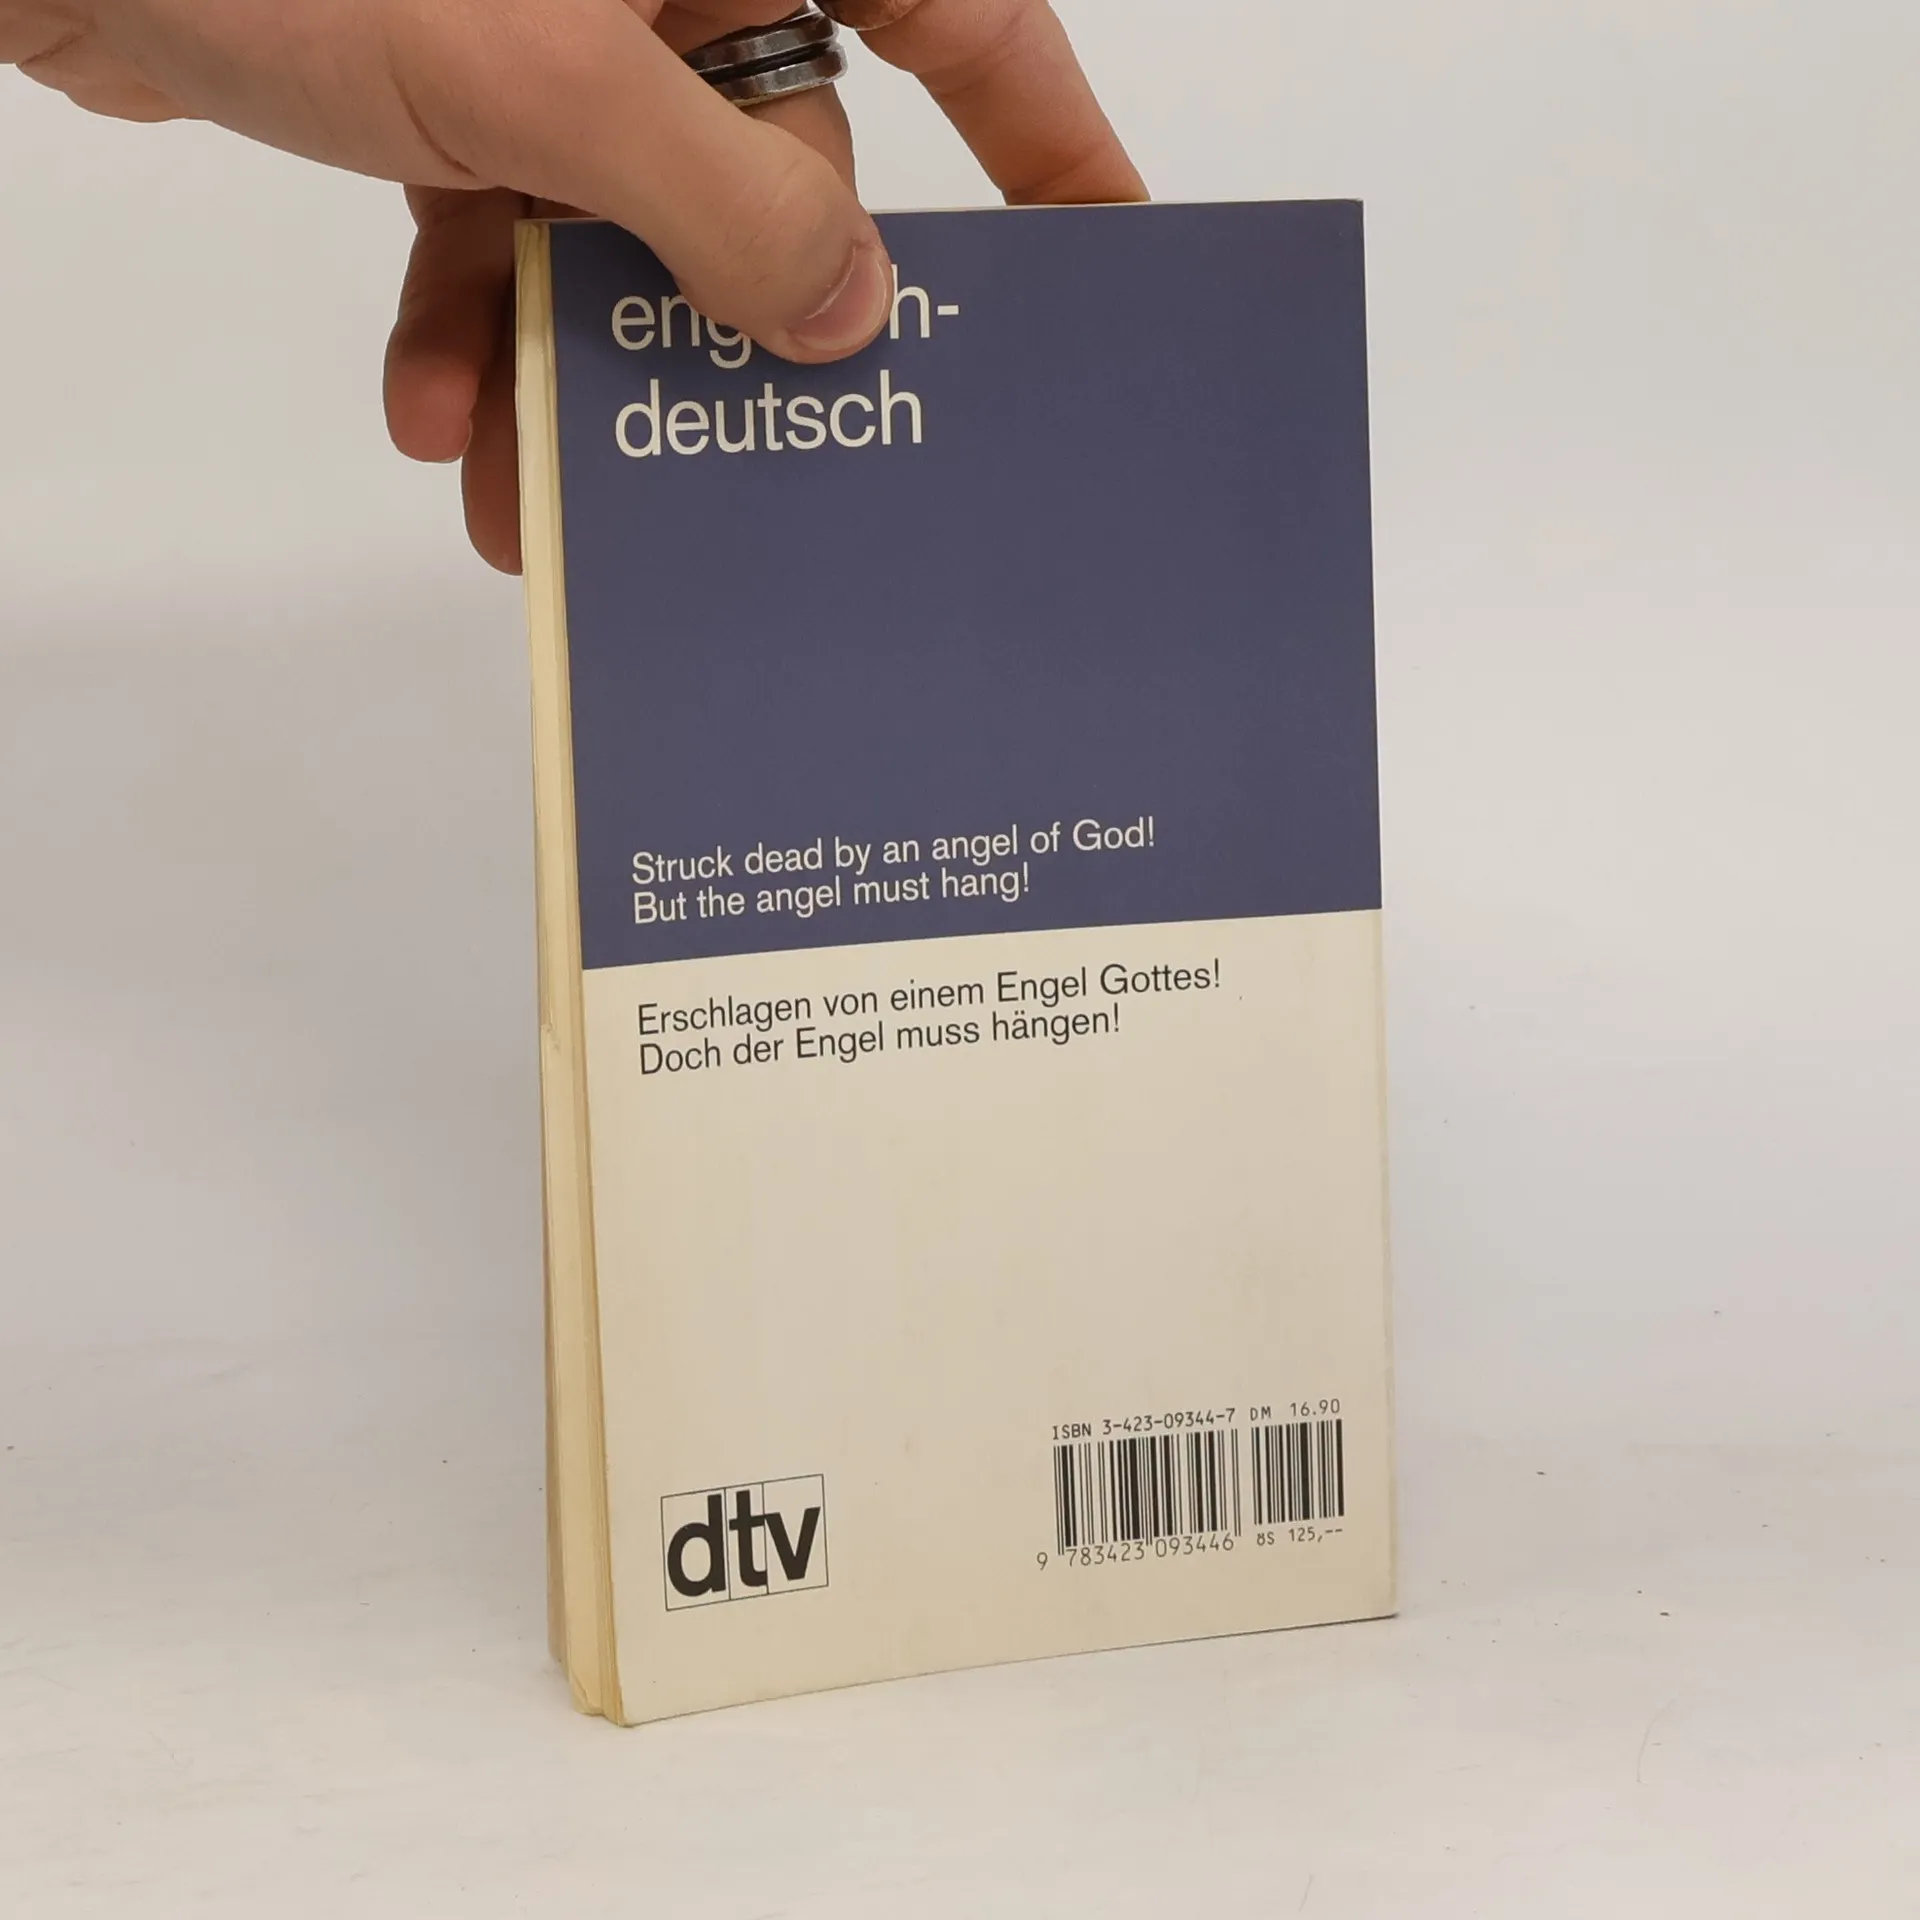 h-
deutsch
Struck dead by an angel of God!
But the angel must hang!
Erschlagen von einem Engel Gottes!
Doch der Engel muss hängen!
ISBN 3-423-09344-7 DM 16.90
9 783423 093446 öS 125,--
dtv